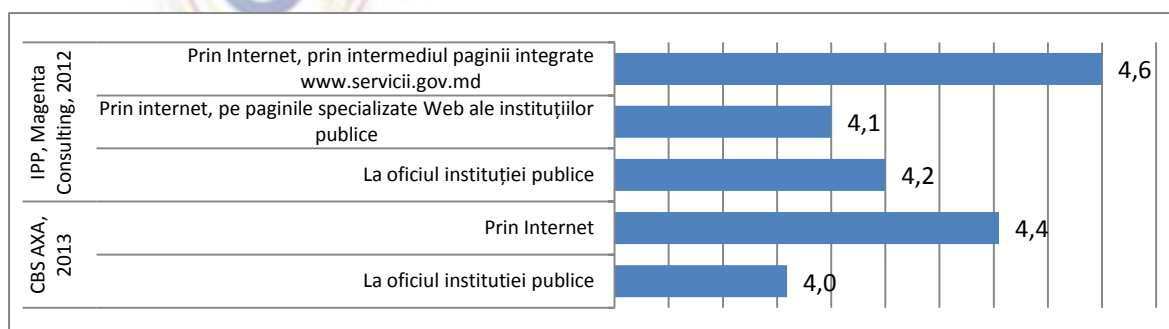 IPP, Magenta
Consulting, 2012
Prin Internet, prin intermediul paginii integrate
www.servicii.gov.md
4,6
Prin internet, pe paginile specializate Web ale instituțiilor
publice
4,1
La oficiul instituției publice
4,2
CBS AXA,
2013
Prin Internet
4,4
La oficiul institutiei publice
4,0